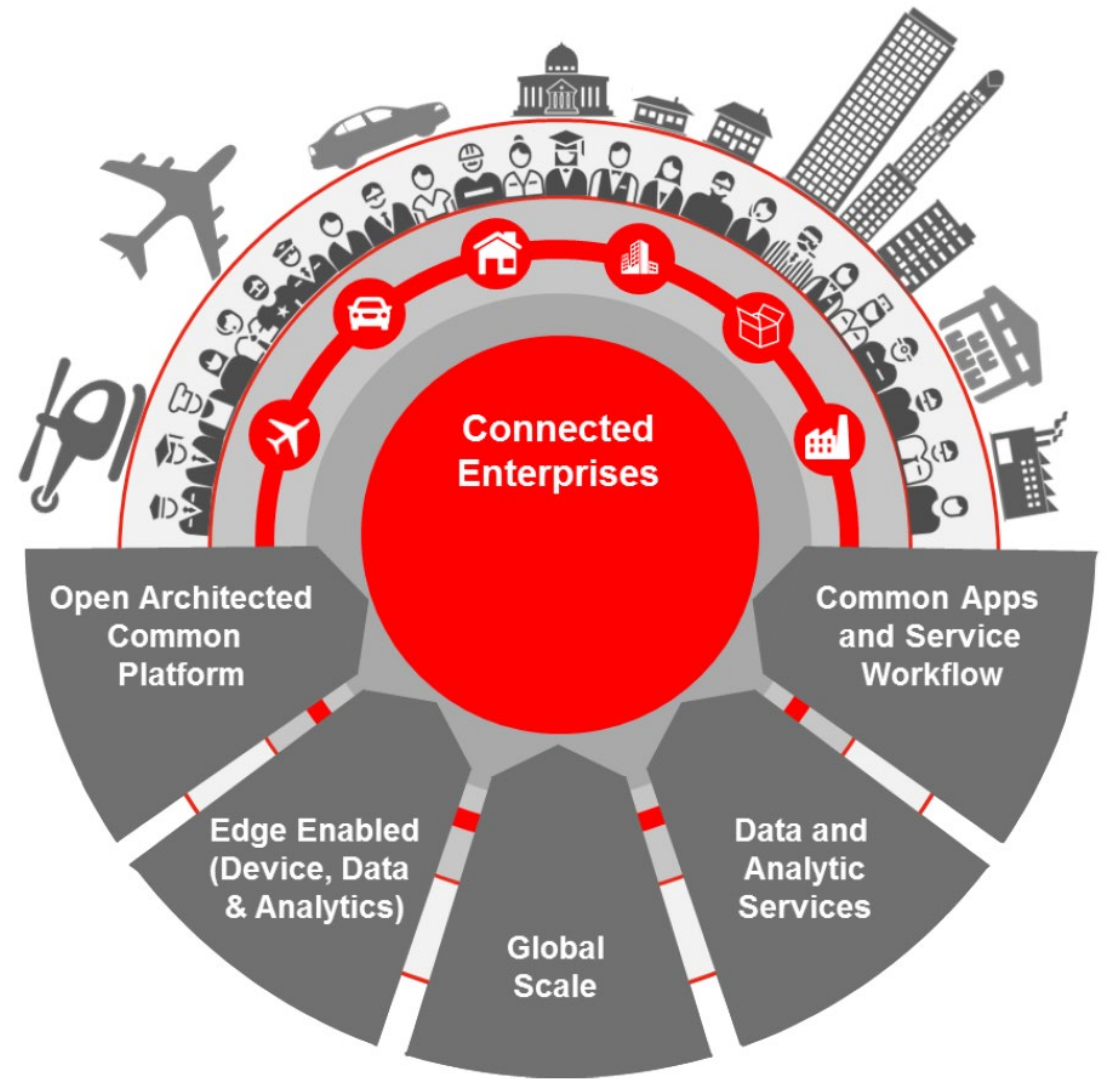 Connected
Enterprises
Open Architected
Common
Platform
Edge Enabled
(Device, Data
& Analytics)
Global
Scale
Data and
Analytic
Services
Common Apps
and Service
Workflow